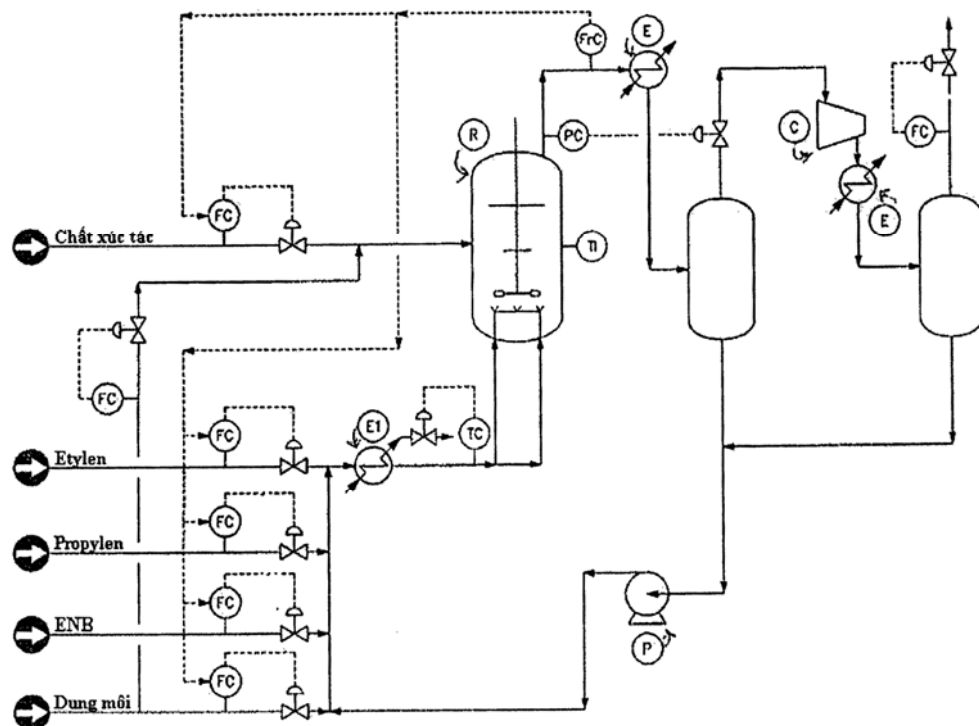 FrC
E
R
PC
C
FC
FC
Chất xúc tác
TI
E
FC
FC
E1
TC
Etylen
FC
Propylen
FC
ENB
P
FC
Dung môi